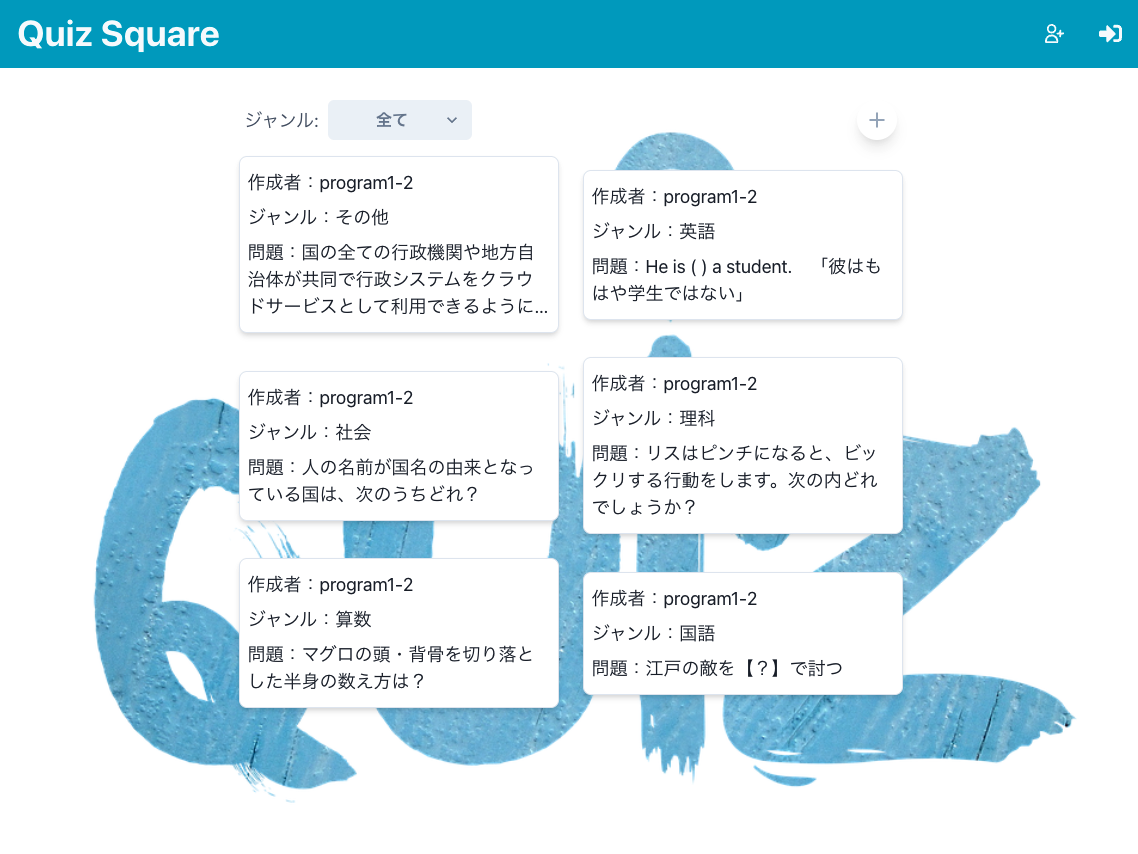 Quiz Square
ジャンル: 全て
作成者：program1-2
ジャンル：その他
問題：国の全ての行政機関や地方自
治体が共同で行政システムをクラウ
ドサービスとして利用できるように...
作成者：program1-2
ジャンル：英語
問題：He is ( ) a student.　「彼はも
はや学生ではない」
作成者：program1-2
ジャンル：社会
問題：人の名前が国名の由来となっ
ている国は、次のうちどれ？
作成者：program1-2
ジャンル：理科
問題：リスはピンチになると、ビッ
クリする行動をします。次の内どれ
でしょうか？
作成者：program1-2
ジャンル：算数
問題：マグロの頭・背骨を切り落と
した半身の数え方は？
作成者：program1-2
ジャンル：国語
問題：江戸の敵を【？】で討つ
Quiz